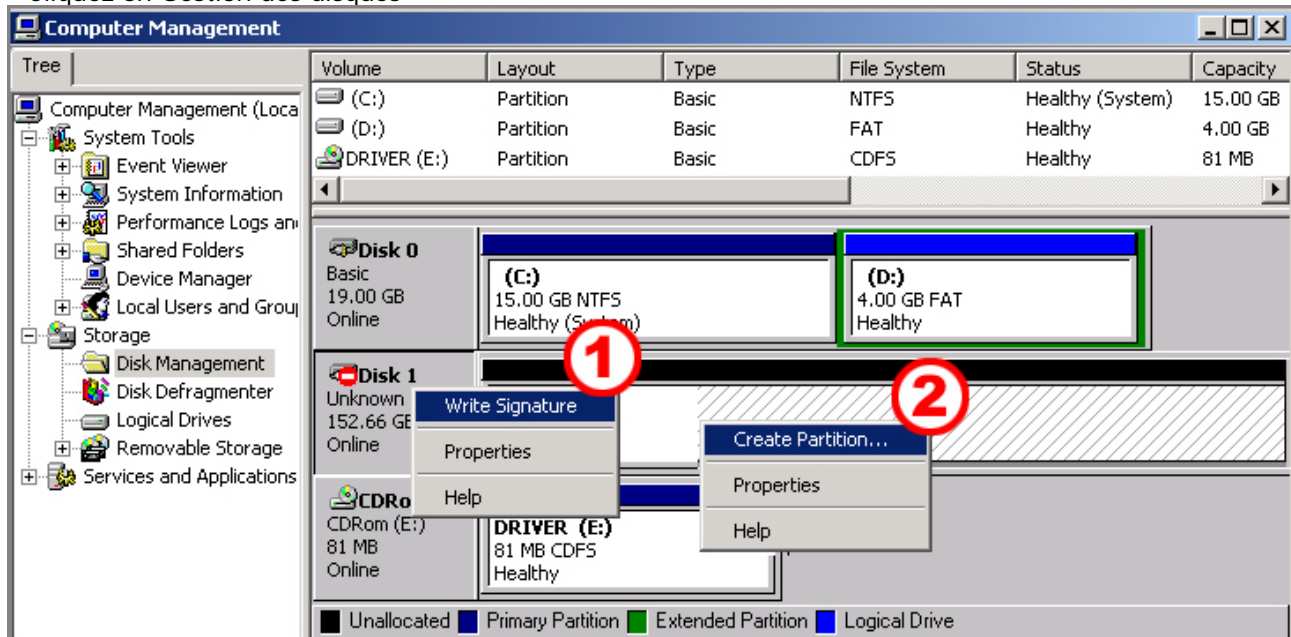 Cliquez sn Gestion des disques
Computer Management
Tree
Volume Layout Type File System Status Capacity
(C:) Partition Basic NTFS Healthy (System) 15.00 GB
(D:) Partition Basic FAT Healthy 4.00 GB
DRIVER (E:) Partition Basic CDFS Healthy 81 MB
Computer Management (Loca
System Tools
Event Viewer
System Information
Performance Logs an
Shared Folders
Device Manager
Local Users and Grou
Storage
Disk Management
Disk Defragmenter
Logical Drives
Removable Storage
Services and Applications
Disk 0
Basic
19.00 GB
Online
(C:)
15.00 GB NTFS
Healthy (System)
(D:)
4.00 GB FAT
Healthy
Disk 1
Unknown
152.66 GB
Online
1
Write Signature
Properties
Help
2
Create Partition...
Properties
Help
CDRo
CDRom (E:)
81 MB
Online
DRIVER (E:)
81 MB CDFS
Healthy
Unallocated Primary Partition Extended Partition Logical Drive